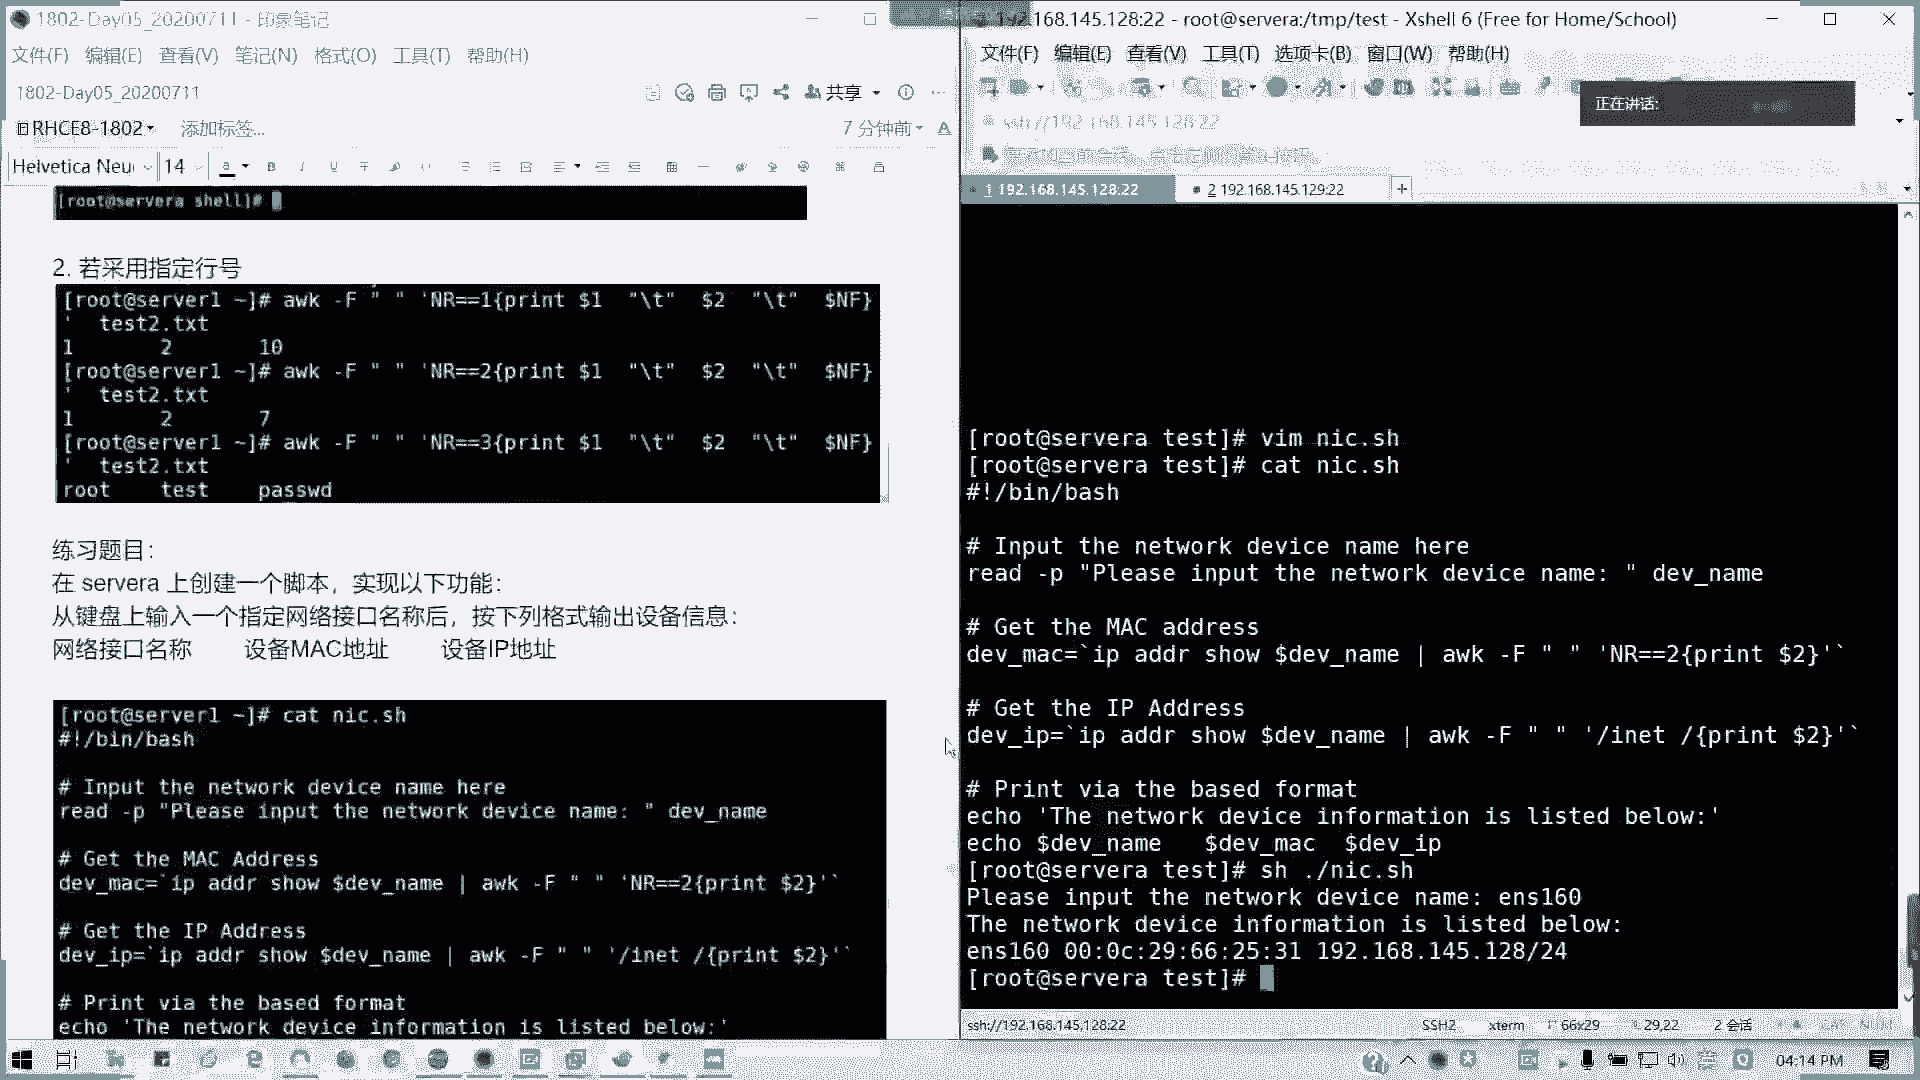 1802-Day05_20200711 - 印象笔记
文件(F) 编辑(E) 查看(V) 笔记(N) 格式(O) 工具(T) 帮助(H)
1802-Day05_20200711
共享
RHCE8-1802
添加标签...
7 分钟前
Helvetica Neu
14
[root@servera shell]#
2. 若采用指定行号
[root@server1 ~]# awk -F " " 'NR==1{print $1  "\t"  $2  "\t"  $NF}
'  test2.txt
1 2 10
[root@server1 ~]# awk -F " " 'NR==2{print $1  "\t"  $2  "\t"  $NF}
'  test2.txt
1 2 7
[root@server1 ~]# awk -F " " 'NR==3{print $1  "\t"  $2  "\t"  $NF}
'  test2.txt
root test passwd
练习题目：
在 servera 上创建一个脚本，实现以下功能：
从键盘上输入一个指定网络接口名称后，按下列格式输出设备信息：
网络接口名称 设备MAC地址 设备IP地址
[root@server1 ~]# cat nic.sh
#!/bin/bash
# Input the network device name here
read -p "Please input the network device name: " dev_name
# Get the MAC Address
dev_mac=`ip addr show $dev_name | awk -F " " 'NR==2{print $2}'`
# Get the IP Address
dev_ip=`ip addr show $dev_name | awk -F " " '/inet /{print $2}'`
# Print via the based format
echo 'The network device information is listed below:'
192.168.145.128:22 - root@servera:/tmp/test - Xshell 6 (Free for Home/School)
文件(F) 编辑(E) 查看(V) 工具(T) 选项卡(B) 窗口(W) 帮助(H)
正在讲话:
ssh://192.168.145.128:22
1 192.168.145.128:22
2 192.168.145.129:22
[root@servera test]# vim nic.sh
[root@servera test]# cat nic.sh
#!/bin/bash
# Input the network device name here
read -p "Please input the network device name: " dev_name
# Get the MAC address
dev_mac=`ip addr show $dev_name | awk -F " " 'NR==2{print $2}'`
# Get the IP Address
dev_ip=`ip addr show $dev_name | awk -F " " '/inet /{print $2}'`
# Print via the based format
echo 'The network device information is listed below:'
echo $dev_name   $dev_mac  $dev_ip
[root@servera test]# sh ./nic.sh
Please input the network device name: ens160
The network device information is listed below:
ens160 00:0c:29:66:25:31 192.168.145.128/24
[root@servera test]#
ssh://192.168.145.128:22
SSH2
xterm
66x29
29,22
2 会话
04:14 PM